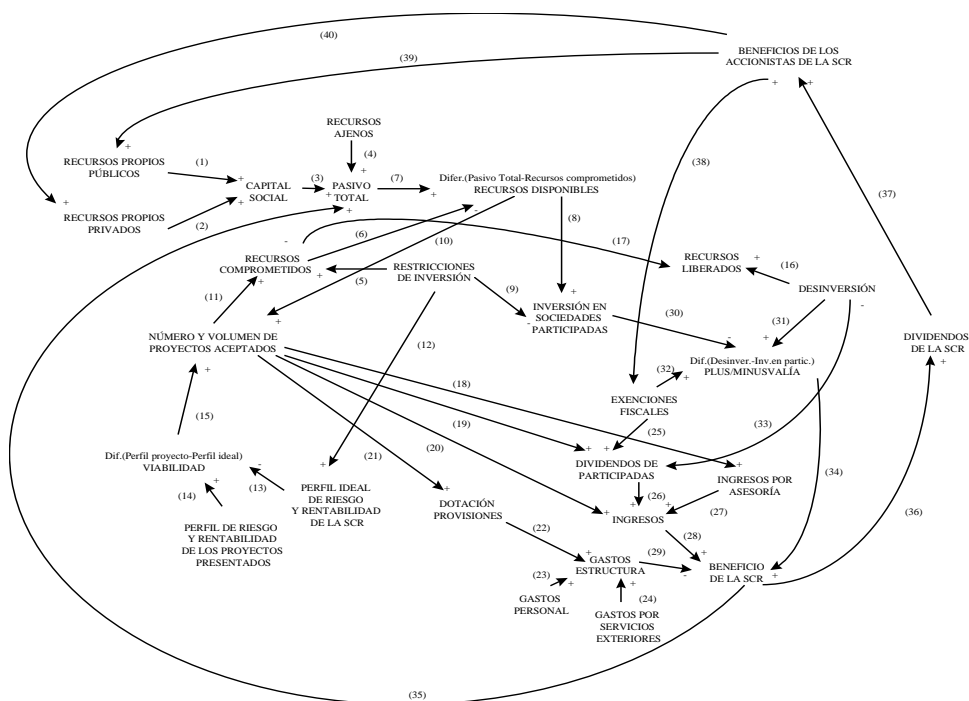 (40)
BENEFICIOS DE LOS
ACCIONISTAS DE LA SCR
(39)
+ +
RECURSOS
AJENOS
+
RECURSOS PROPIOS
PÚBLICOS
(1)
(4)
(38)
+
+
CAPITAL
SOCIAL
(3)
+
PASIVO
TOTAL
(7)
+
Difer.(Pasivo Total-Recursos comprometidos)
RECURSOS DISPONIBLES
(37)
+
+
+
RECURSOS PROPIOS
PRIVADOS
(2)
-
(8)
-
(6)
(10)
(17)
RECURSOS
COMPROMETIDOS
+
RECURSOS
LIBERADOS
+
(16)
RESTRICCIONES
DE INVERSIÓN
(5)
DESINVERSIÓN
-
(11)
+
(9)
+
INVERSIÓN EN
SOCIEDADES
PARTICIPADAS
-
(30)
(31)
+
NÚMERO Y VOLUMEN DE
PROYECTOS ACEPTADOS
+
(12)
-
+
DIVIDENDOS
DE LA SCR
+
Dif.(Desinver.-Inv.en partic.)
PLUS/MINUSVALÍA
(18)
(32)
+
EXENCIONES
FISCALES
(15)
(19)
(20)
(25)
(33)
(21)
+ +
Dif.(Perfil proyecto-Perfil ideal)
VIABILIDAD
-
+
DIVIDENDOS DE
PARTICIPADAS
+
(34)
(13)
(14)
+
PERFIL IDEAL
DE RIESGO
Y RENTABILIDAD
DE LA SCR
INGRESOS POR
ASESORÍA
+
DOTACIÓN
PROVISIONES
(26)
+
+
INGRESOS
(27)
(36)
PERFIL DE RIESGO
Y RENTABILIDAD
DE LOS PROYECTOS
PRESENTADOS
(22)
(28)
+
+
GASTOS
ESTRUCTURA
(29)
-
BENEFICIO
DE LA SCR
+
(23)
+
+
(24)
GASTOS
PERSONAL
GASTOS POR
SERVICIOS
EXTERIORES
(35)